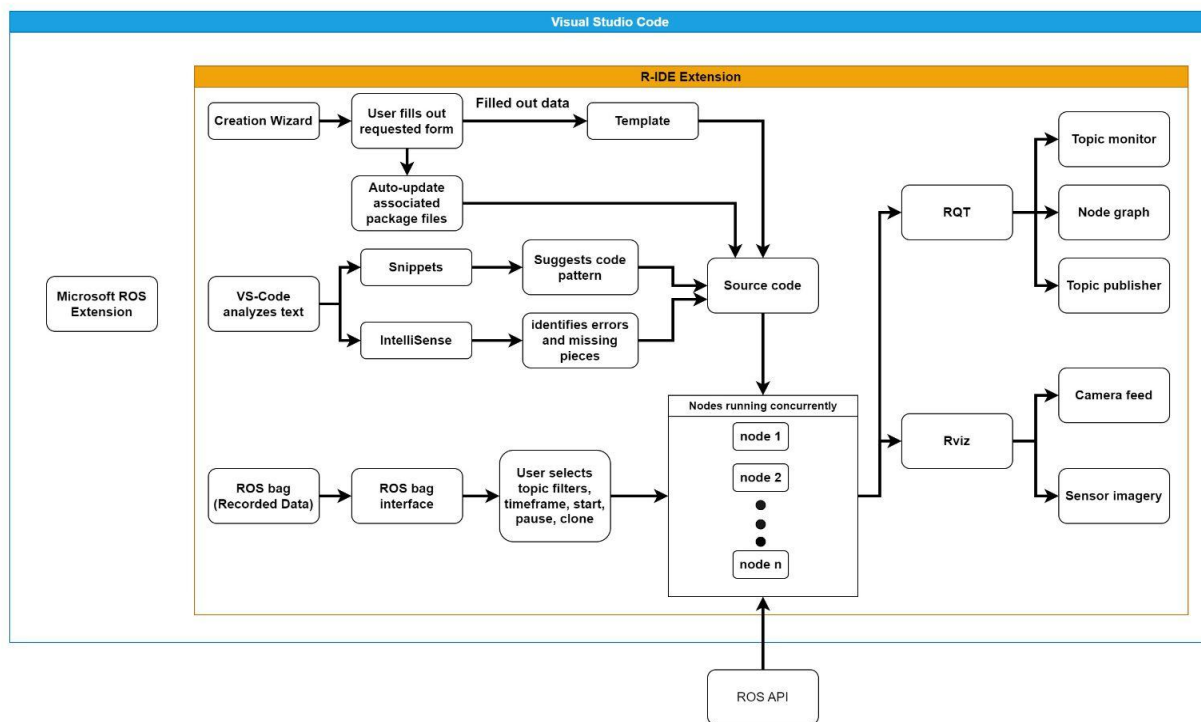 Visual Studio Code
R-IDE Extension
Creation Wizard
User fills out
requested form
Filled out data
Template
Auto-update
associated
package files
Topic monitor
RQT
Node graph
Topic publisher
Microsoft ROS
Extension
VS-Code
analyzes text
Snippets
Suggests code
pattern
IntelliSense
identifies errors
and missing
pieces
Source code
Nodes running concurrently
node 1
node 2
node n
ROS bag
(Recorded Data)
ROS bag
interface
User selects
topic filters,
timeframe, start,
pause, clone
Rviz
Camera feed
Sensor imagery
ROS API